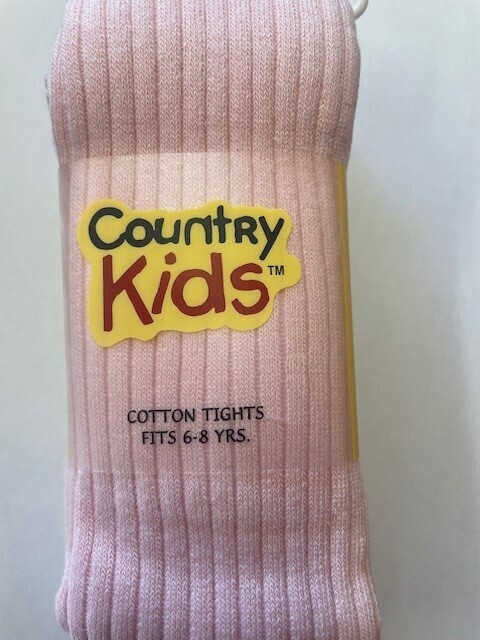 Country
Kids™
COTTON TIGHTS
FITS 6-8 YRS.